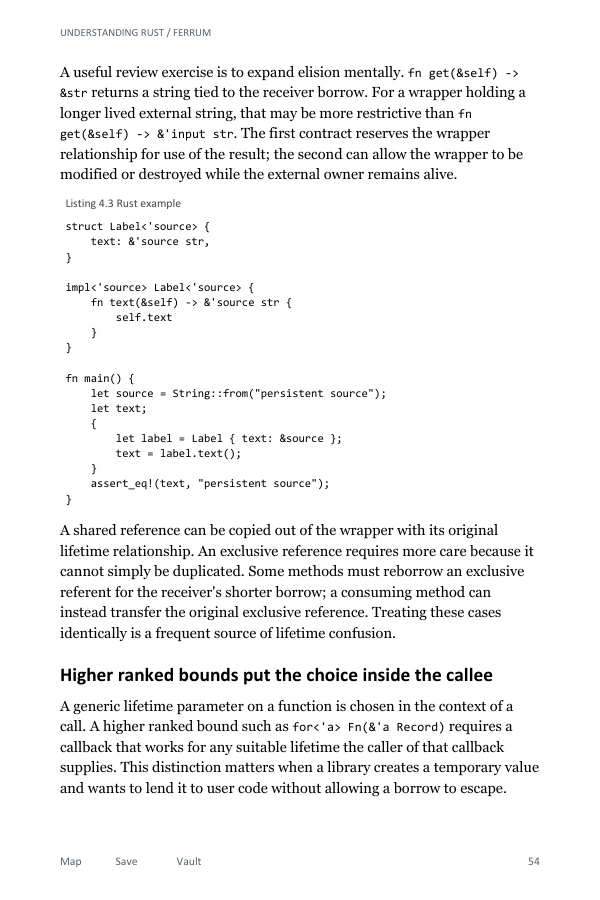 UNDERSTANDING RUST / FERRUM
A useful review exercise is to expand elision mentally. fn get(&self) ->
&str returns a string tied to the receiver borrow. For a wrapper holding a
longer lived external string, that may be more restrictive than fn
get(&self) -> &'input str. The first contract reserves the wrapper
relationship for use of the result; the second can allow the wrapper to be
modified or destroyed while the external owner remains alive.
Listing 4.3 Rust example
struct Label<'source> {
    text: &'source str,
}
impl<'source> Label<'source> {
    fn text(&self) -> &'source str {
        self.text
    }
}
fn main() {
    let source = String::from("persistent source");
    let text;
    {
        let label = Label { text: &source };
        text = label.text();
    }
    assert_eq!(text, "persistent source");
}
A shared reference can be copied out of the wrapper with its original
lifetime relationship. An exclusive reference requires more care because it
cannot simply be duplicated. Some methods must reborrow an exclusive
referent for the receiver's shorter borrow; a consuming method can
instead transfer the original exclusive reference. Treating these cases
identically is a frequent source of lifetime confusion.
Higher ranked bounds put the choice inside the callee
A generic lifetime parameter on a function is chosen in the context of a
call. A higher ranked bound such as for<'a> Fn(&'a Record) requires a
callback that works for any suitable lifetime the caller of that callback
supplies. This distinction matters when a library creates a temporary value
and wants to lend it to user code without allowing a borrow to escape.
Map Save Vault 54